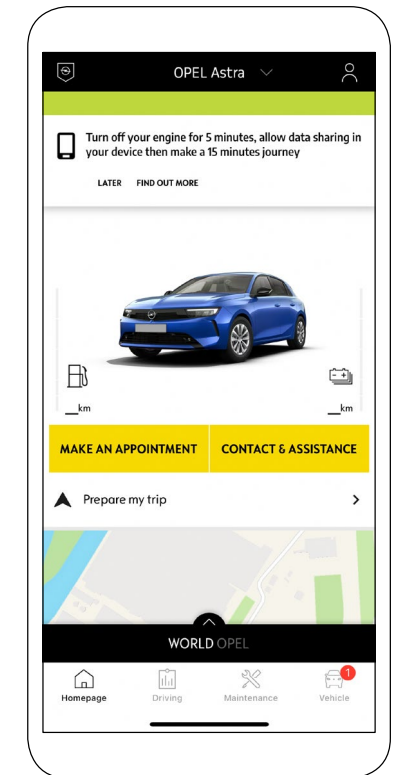 OPEL Astra
Turn off your engine for 5 minutes, allow data sharing in
your device then make a 15 minutes journey
LATER FIND OUT MORE
__km
__km
MAKE AN APPOINTMENT
CONTACT & ASSISTANCE
Prepare my trip
WORLD OPEL
1
Homepage
Driving
Maintenance
Vehicle